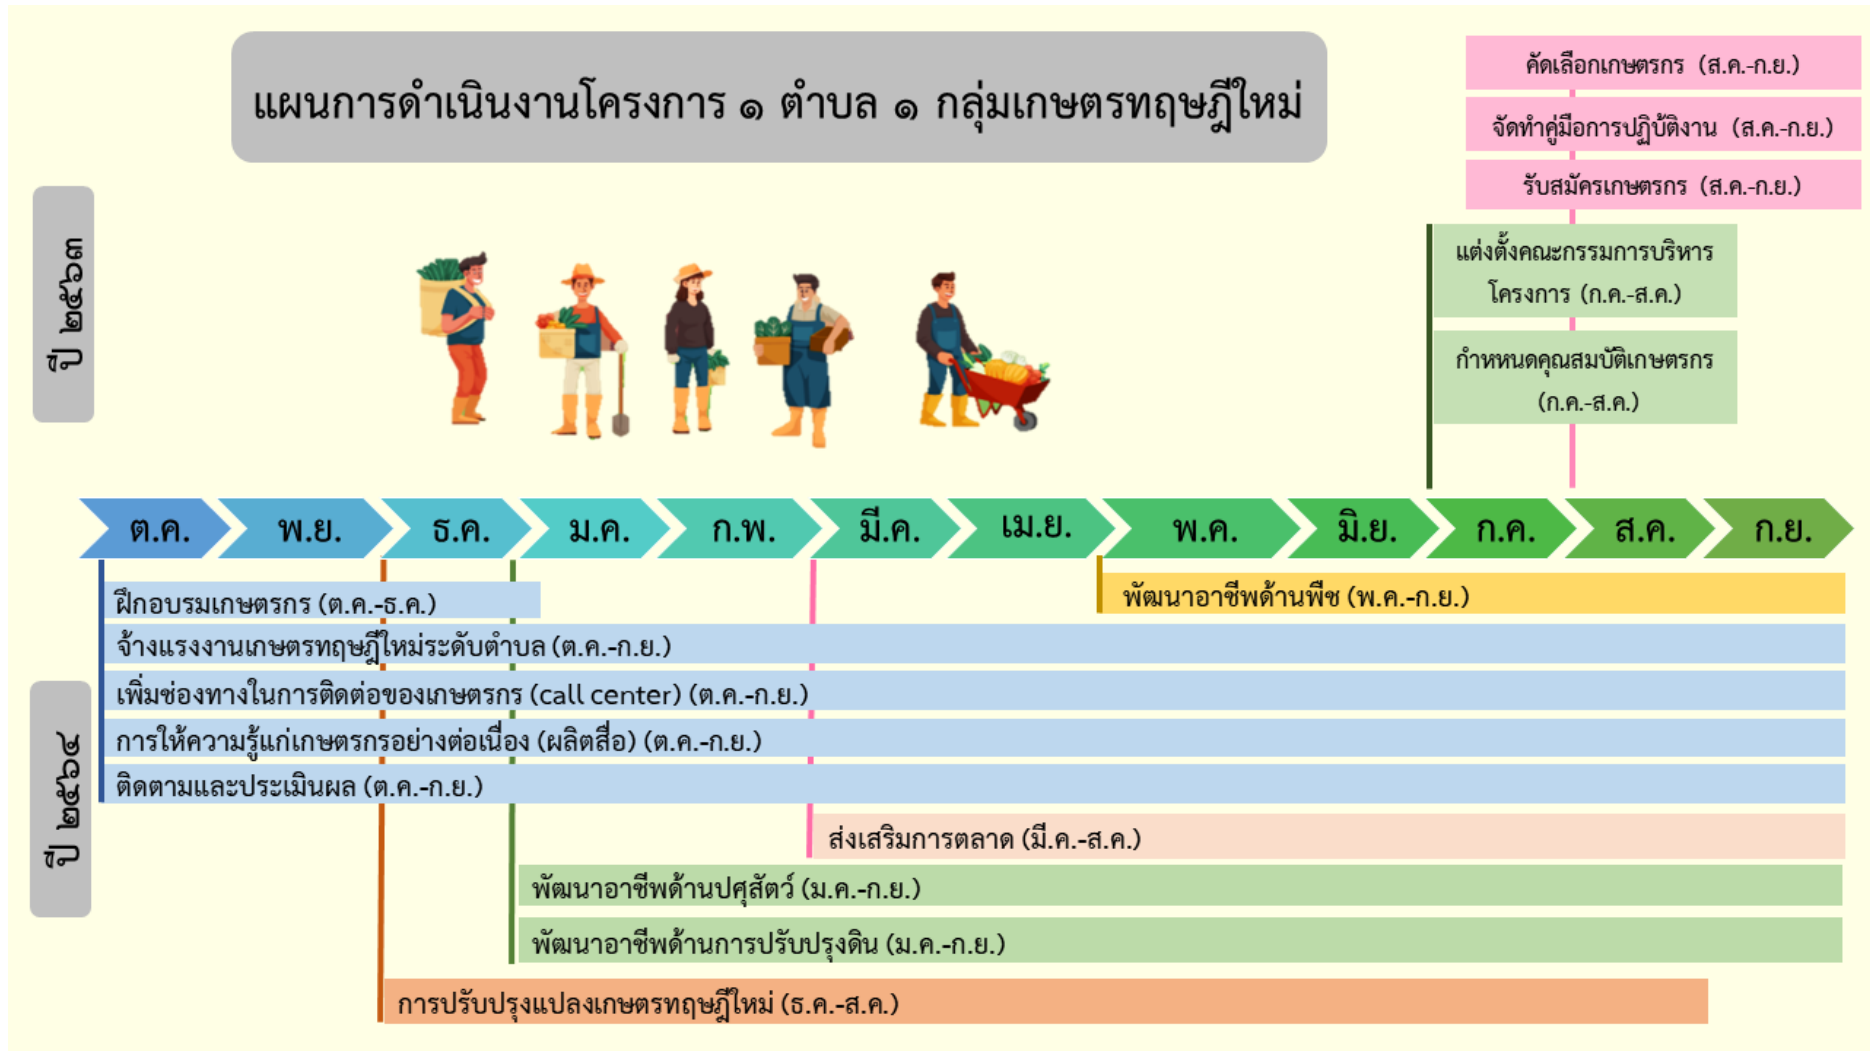 แผนการดำเนินงานโครงการ ๑ ตำบล ๑ กลุ่มเกษตรทฤษฎีใหม่
คัดเลือกเกษตรกร (ส.ค.-ก.ย.)
จัดทำคู่มือการปฏิบัติงาน (ส.ค.-ก.ย.)
รับสมัครเกษตรกร (ส.ค.-ก.ย.)
ปี ๒๕๖๓
แต่งตั้งคณะกรรมการบริหาร
โครงการ (ก.ค.-ส.ค.)
กำหหนดคุณสมบัติเกษตรกร
(ก.ค.-ส.ค.)
ต.ค. พ.ย. ธ.ค. ม.ค. ก.พ. มี.ค. เม.ย. พ.ค. มิ.ย. ก.ค. ส.ค. ก.ย.
ปี ๒๕๖๔
ฝึกอบรมเกษตรกร (ต.ค.-ธ.ค.)
พัฒนาอาชีพด้านพืช (พ.ค.-ก.ย.)
จ้างแรงงานเกษตรทฤษฎีใหม่ระดับตำบล (ต.ค.-ก.ย.)
เพิ่มช่องทางในการติดต่อของเกษตรกร (call center) (ต.ค.-ก.ย.)
การให้ความรู้แก่เกษตรกรอย่างต่อเนื่อง (ผลิตสื่อ) (ต.ค.-ก.ย.)
ติดตามและประเมินผล (ต.ค.-ก.ย.)
ส่งเสริมการตลาด (มี.ค.-ส.ค.)
พัฒนาอาชีพด้านปศุสัตว์ (ม.ค.-ก.ย.)
พัฒนาอาชีพด้านการปรับปรุงดิน (ม.ค.-ก.ย.)
การปรับปรุงแปลงเกษตรทฤษฎีใหม่ (ธ.ค.-ส.ค.)